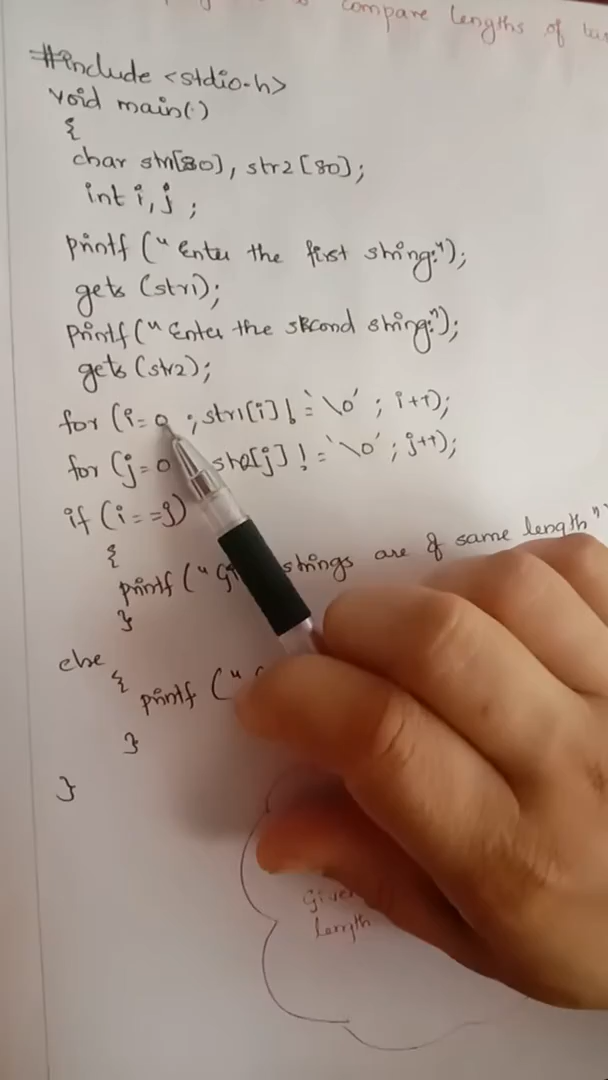 compare lengths of
#include <stdio.h>
void main()
{
char str1[80], str2[80];
int i, j;
printf ("Enter the first string:");
gets (str1);
printf ("Enter the second string:");
gets (str2);
for (i=0; str1[i]!='\0'; i++);
for (j=0 str2[j]!='\0'; j++);
if (i==j)
{
printf (" strings are of same length"
}
else
{
printf ("
}
}
Given
length